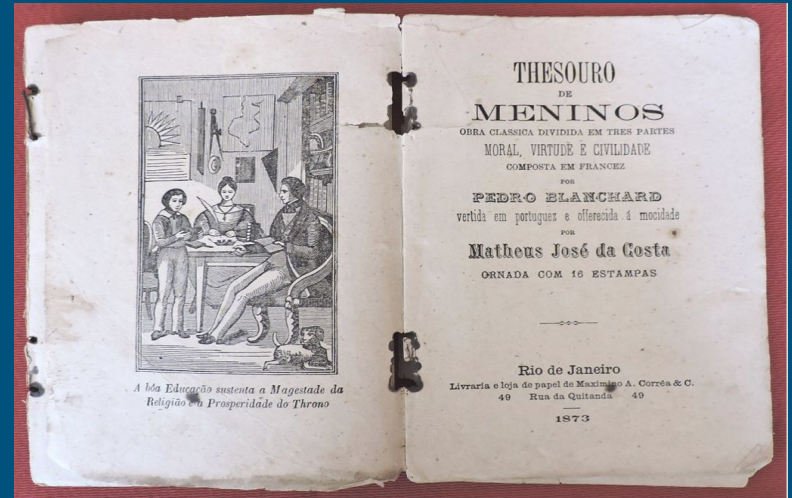 A bôa Educação sustenta a Magestade da
Religião e a Prosperidade do Throno
THESOURO
DE
MENINOS
OBRA CLASSICA DIVIDIDA EM TRES PARTES
MORAL, VIRTUDE E CIVILIDADE
COMPOSTA EM FRANCEZ
POR
PEDRO BLANCHARD
vertida em portuguez e offerecida á mocidade
POR
Matheus José da Costa
ORNADA COM 16 ESTAMPAS
Rio de Janeiro
Livraria e loja de papel de Maximino A. Corrêa & C.
49 Rua da Quitanda 49
1873